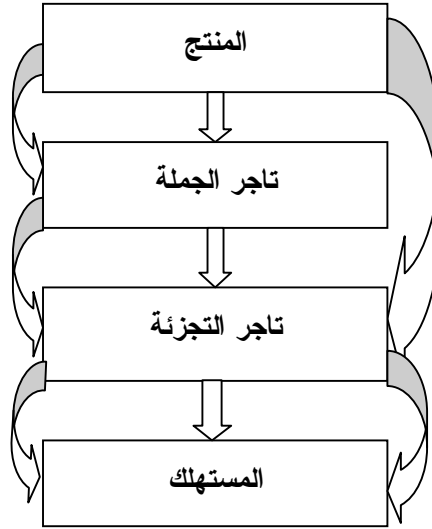 المنتج
تاجر الجملة
تاجر التجزئة
المستهلك